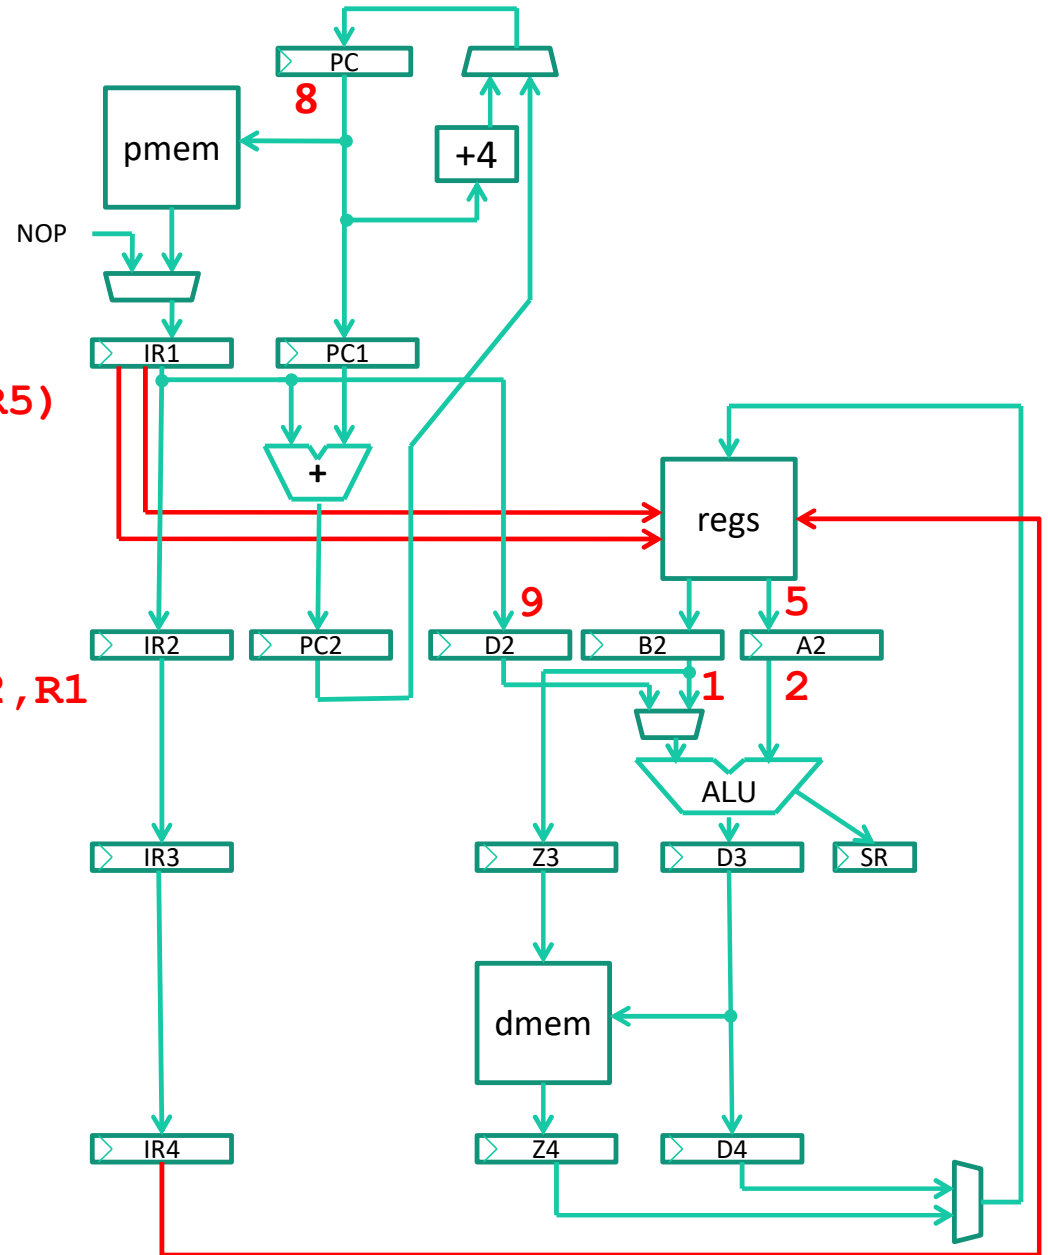 PC
8
pmem
+4
NOP
IR1
PC1
R5)
+
regs
9
5
IR2
PC2
D2
B2
A2
2,R1
1
2
ALU
IR3
Z3
D3
SR
dmem
IR4
Z4
D4